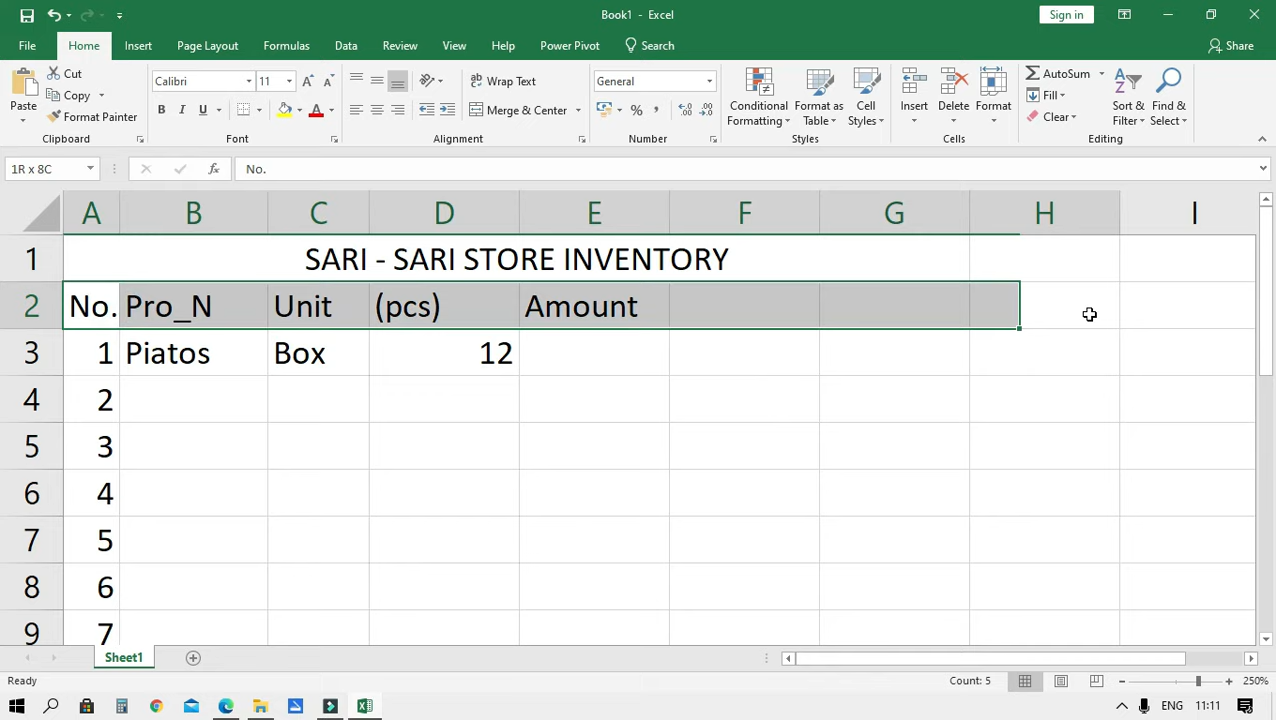 Book1 - Excel
Sign in
File Home Insert Page Layout Formulas Data Review View Help Power Pivot Search Share
Cut
Copy
Format Painter
Paste
Clipboard
Calibri 11
B I U A
Font
Wrap Text
Merge & Center
Alignment
General
% ,
Number
Conditional Formatting
Format as Table
Cell Styles
Styles
Insert Delete Format
Cells
AutoSum
Fill
Clear
Sort & Filter
Find & Select
Editing
1R x 8C fx No.
A B C D E F G H I
1 SARI - SARI STORE INVENTORY
2 No. Pro_N Unit (pcs) Amount
3 1 Piatos Box 12
4 2
5 3
6 4
7 5
8 6
9 7
Sheet1
Ready Count: 5 250%
ENG 11:11